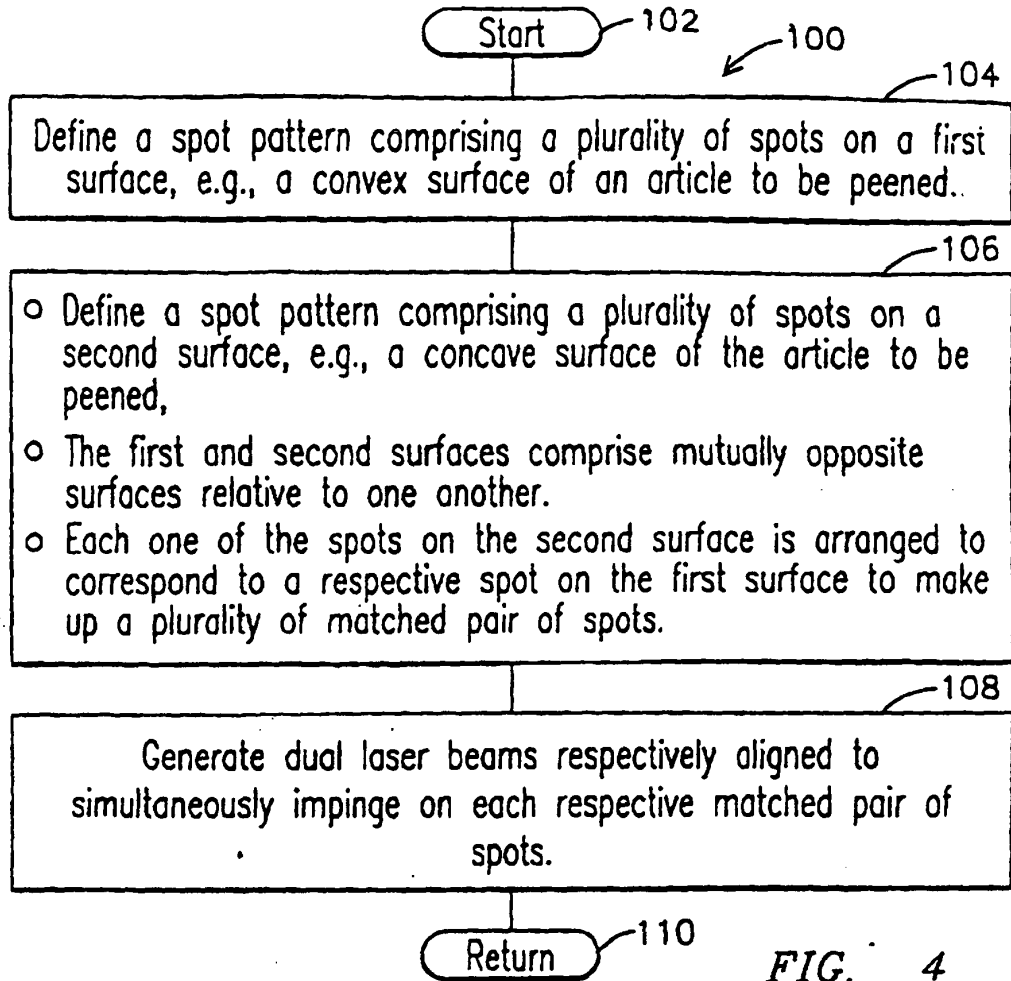 Start
102
100
104
Define a spot pattern comprising a plurality of spots on a first
surface, e.g., a convex surface of an article to be peened.
106
o Define a spot pattern comprising a plurality of spots on a
second surface, e.g., a concave surface of the article to be
peened,
o The first and second surfaces comprise mutually opposite
surfaces relative to one another.
o Each one of the spots on the second surface is arranged to
correspond to a respective spot on the first surface to make
up a plurality of matched pair of spots.
108
Generate dual laser beams respectively aligned to
simultaneously impinge on each respective matched pair of
spots.
Return
110
FIG. 4